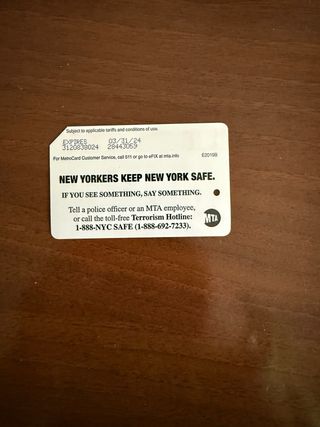 Subject to applicable tariffs and conditions of use.
EXPIRES 03/31/24
3120838024 28443059
For MetroCard Customer Service, call 511 or go to eFIX at mta.info E2019B
NEW YORKERS KEEP NEW YORK SAFE.
IF YOU SEE SOMETHING, SAY SOMETHING.
Tell a police officer or an MTA employee,
or call the toll-free Terrorism Hotline:
1-888-NYC SAFE (1-888-692-7233).
MTA